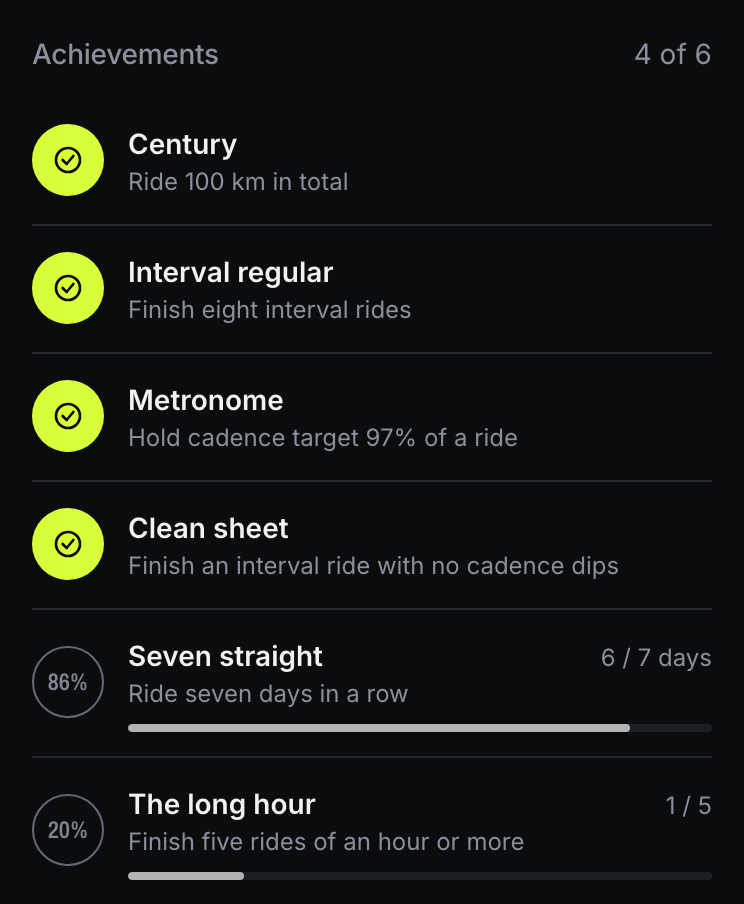 Achievements 4 of 6
Century
Ride 100 km in total
Interval regular
Finish eight interval rides
Metronome
Hold cadence target 97% of a ride
Clean sheet
Finish an interval ride with no cadence dips
86%
Seven straight 6 / 7 days
Ride seven days in a row
20%
The long hour 1 / 5
Finish five rides of an hour or more